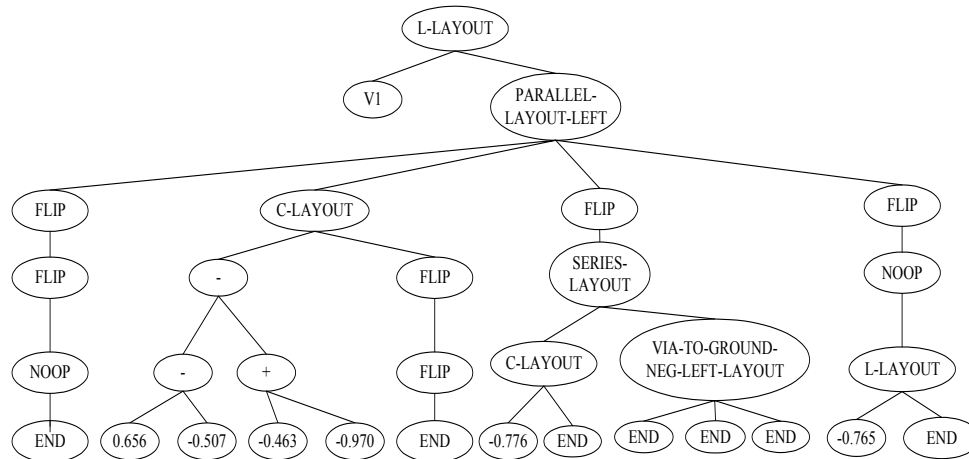 L-LAYOUT
V1
PARALLEL-
LAYOUT-LEFT
FLIP
C-LAYOUT
FLIP
FLIP
FLIP
-
FLIP
SERIES-
LAYOUT
NOOP
NOOP
-
+
FLIP
C-LAYOUT
VIA-TO-GROUND-
NEG-LEFT-LAYOUT
L-LAYOUT
END
0.656
-0.507
-0.463
-0.970
END
-0.776
END
END
END
END
-0.765
END